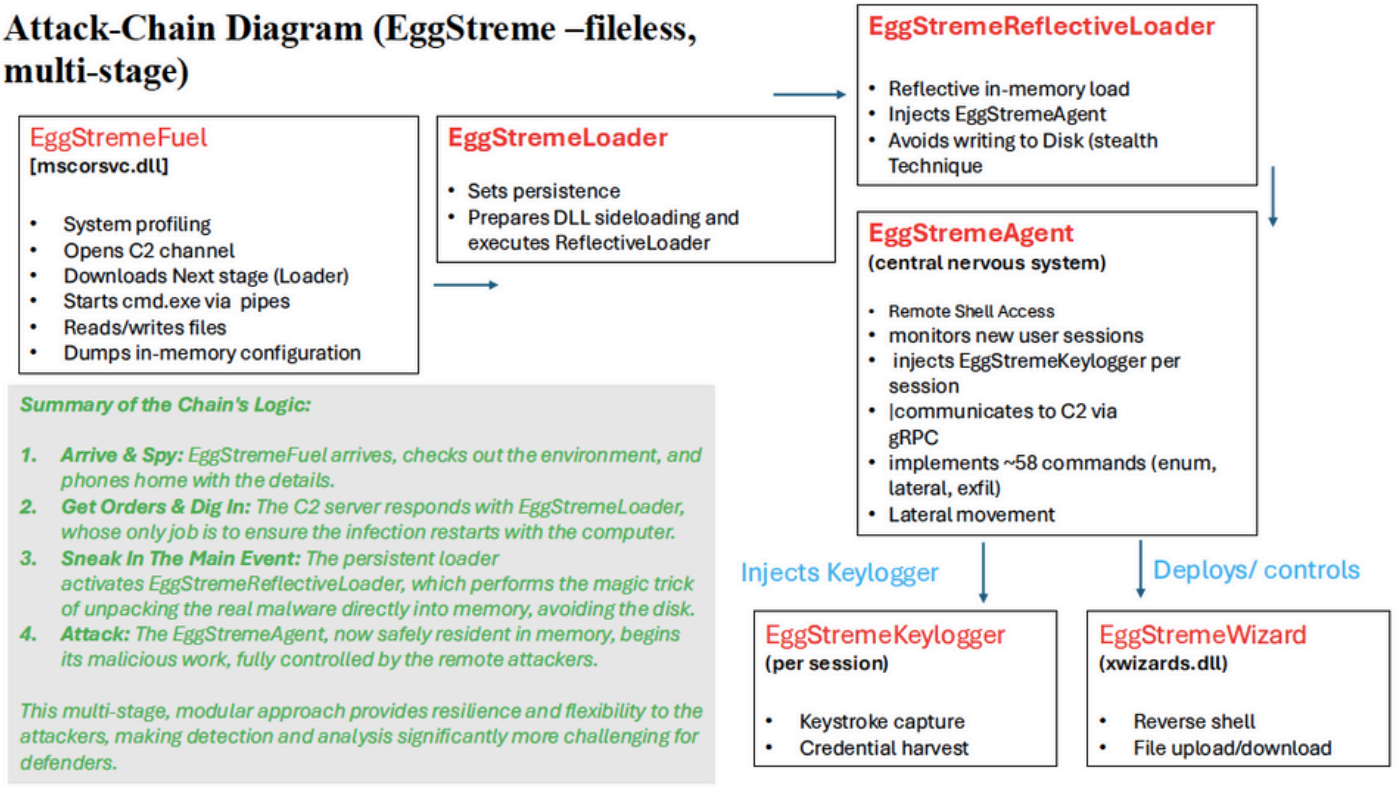 Attack-Chain Diagram (EggStreme –fileless,
multi-stage)
EggStremeFuel
[mscorsvc.dll]
• System profiling
• Opens C2 channel
• Downloads Next stage (Loader)
• Starts cmd.exe via pipes
• Reads/writes files
• Dumps in-memory configuration
EggStremeLoader
• Sets persistence
• Prepares DLL sideloading and
executes ReflectiveLoader
EggStremeReflectiveLoader
• Reflective in-memory load
• Injects EggStremeAgent
• Avoids writing to Disk (stealth
Technique
EggStremeAgent
(central nervous system)
• Remote Shell Access
• monitors new user sessions
• injects EggStremeKeylogger per
session
• |communicates to C2 via
gRPC
• implements ~58 commands (enum,
lateral, exfil)
• Lateral movement
Injects Keylogger
Deploys/ controls
EggStremeKeylogger
(per session)
• Keystroke capture
• Credential harvest
EggStremeWizard
(xwizards.dll)
• Reverse shell
• File upload/download
Summary of the Chain's Logic:
1. Arrive & Spy: EggStremeFuel arrives, checks out the environment, and
phones home with the details.
2. Get Orders & Dig In: The C2 server responds with EggStremeLoader,
whose only job is to ensure the infection restarts with the computer.
3. Sneak In The Main Event: The persistent loader
activates EggStremeReflectiveLoader, which performs the magic trick
of unpacking the real malware directly into memory, avoiding the disk.
4. Attack: The EggStremeAgent, now safely resident in memory, begins
its malicious work, fully controlled by the remote attackers.
This multi-stage, modular approach provides resilience and flexibility to the
attackers, making detection and analysis significantly more challenging for
defenders.